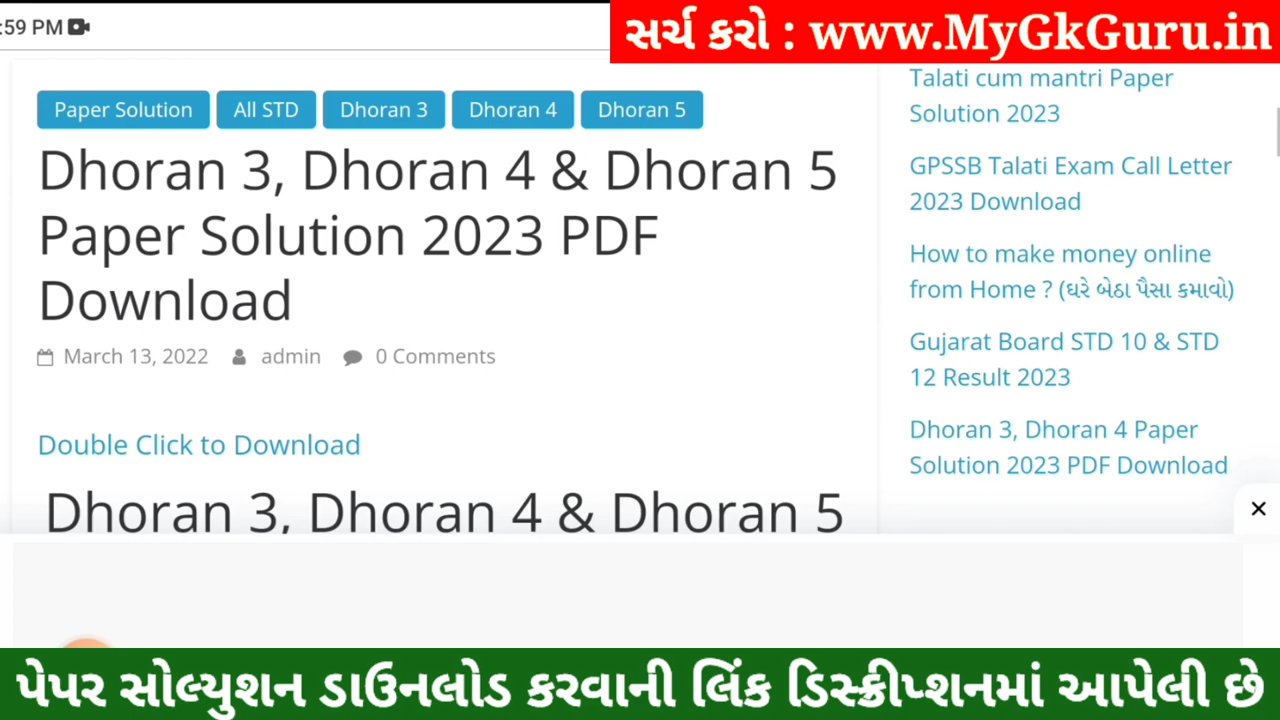 :59 PM
સર્ચ કરો : www.MyGkGuru.in
Paper Solution All STD Dhoran 3 Dhoran 4 Dhoran 5
Dhoran 3, Dhoran 4 & Dhoran 5
Paper Solution 2023 PDF
Download
March 13, 2022 admin 0 Comments
Double Click to Download
Dhoran 3, Dhoran 4 & Dhoran 5
Talati cum mantri Paper
Solution 2023
GPSSB Talati Exam Call Letter
2023 Download
How to make money online
from Home ? (ઘરે બેઠા પૈસા કમાવો)
Gujarat Board STD 10 & STD
12 Result 2023
Dhoran 3, Dhoran 4 Paper
Solution 2023 PDF Download
પેપર સોલ્યુશન ડાઉનલોડ કરવાની લિંક ડિસ્ક્રીપ્શનમાં આપેલી છે